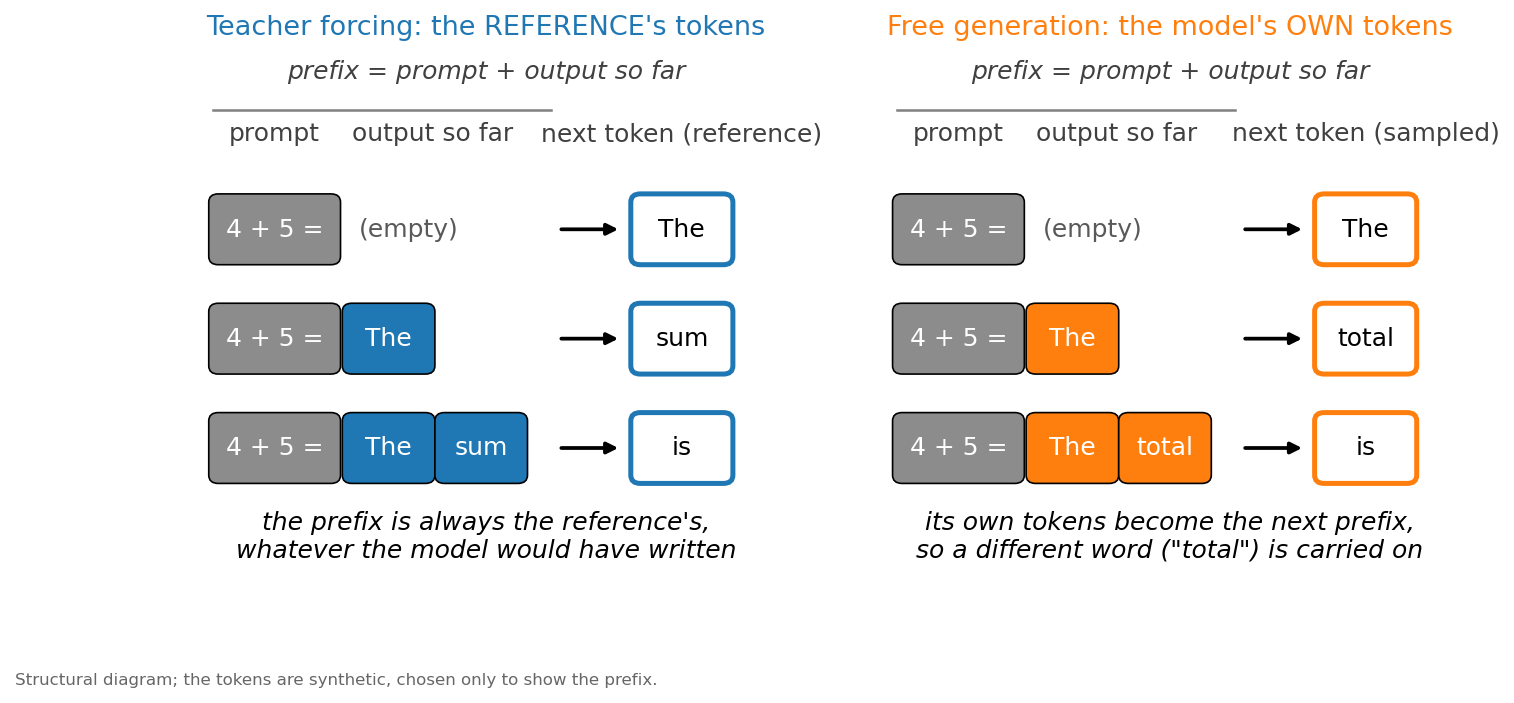 Teacher forcing: the REFERENCE's tokens
prefix = prompt + output so far
prompt output so far next token (reference)
4 + 5 = (empty) The
4 + 5 = The sum
4 + 5 = The sum is
the prefix is always the reference's,
whatever the model would have written
Free generation: the model's OWN tokens
prefix = prompt + output so far
prompt output so far next token (sampled)
4 + 5 = (empty) The
4 + 5 = The total
4 + 5 = The total is
its own tokens become the next prefix,
so a different word ("total") is carried on
Structural diagram; the tokens are synthetic, chosen only to show the prefix.